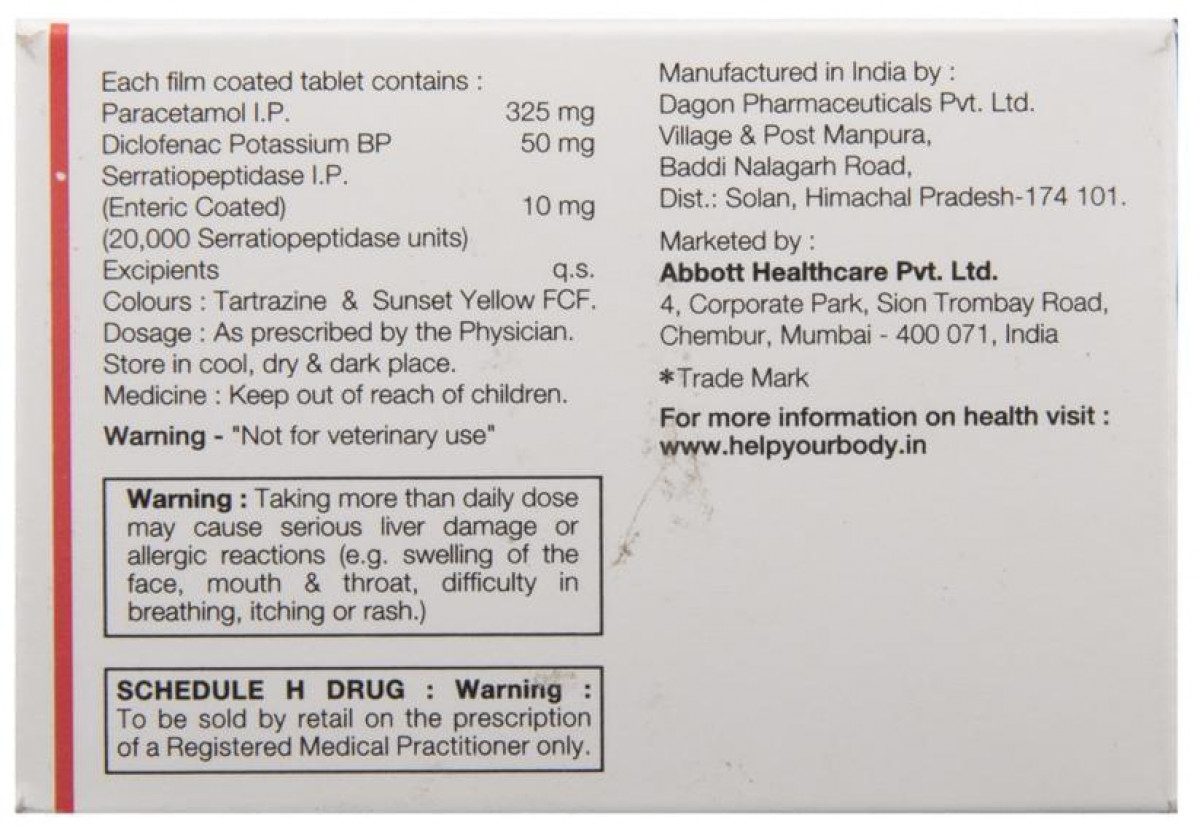 Each film coated tablet contains :
Paracetamol I.P. 325 mg
Diclofenac Potassium BP 50 mg
Serratiopeptidase I.P.
(Enteric Coated) 10 mg
(20,000 Serratiopeptidase units)
Excipients q.s.
Colours : Tartrazine & Sunset Yellow FCF.
Dosage : As prescribed by the Physician.
Store in cool, dry & dark place.
Medicine : Keep out of reach of children.
Warning - "Not for veterinary use"
Warning : Taking more than daily dose
may cause serious liver damage or
allergic reactions (e.g. swelling of the
face, mouth & throat, difficulty in
breathing, itching or rash.)
SCHEDULE H DRUG : Warning :
To be sold by retail on the prescription
of a Registered Medical Practitioner only.
Manufactured in India by :
Dagon Pharmaceuticals Pvt. Ltd.
Village & Post Manpura,
Baddi Nalagarh Road,
Dist.: Solan, Himachal Pradesh-174 101.
Marketed by :
Abbott Healthcare Pvt. Ltd.
4, Corporate Park, Sion Trombay Road,
Chembur, Mumbai - 400 071, India
*Trade Mark
For more information on health visit :
www.helpyourbody.in